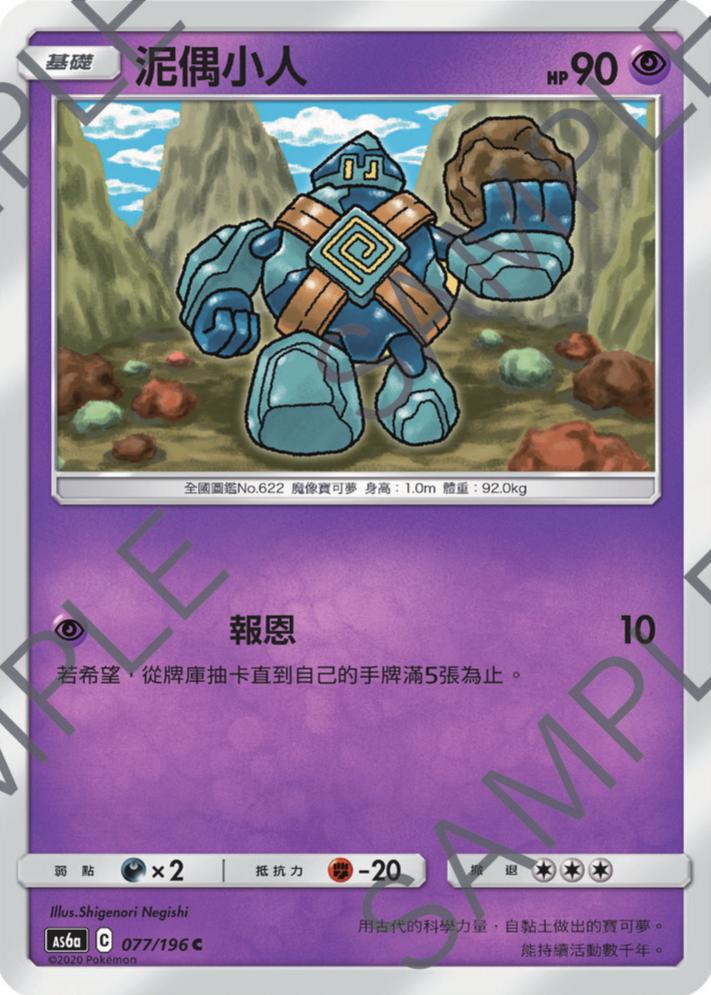 基礎 泥偶小人 HP 90
全國圖鑑No.622 魔像寶可夢 身高：1.0m 體重：92.0kg
報恩 10
若希望，從牌庫抽卡直到自己的手牌滿5張為止。
弱點 ×2 抵抗力 -20 撤退
Illus.Shigenori Negishi
AS6a C 077/196 C
©2020 Pokémon
用古代的科學力量，自黏土做出的寶可夢。
能持續活動數千年。
SAMPLE
SAMPLE
SAMPLE
SAMPLE